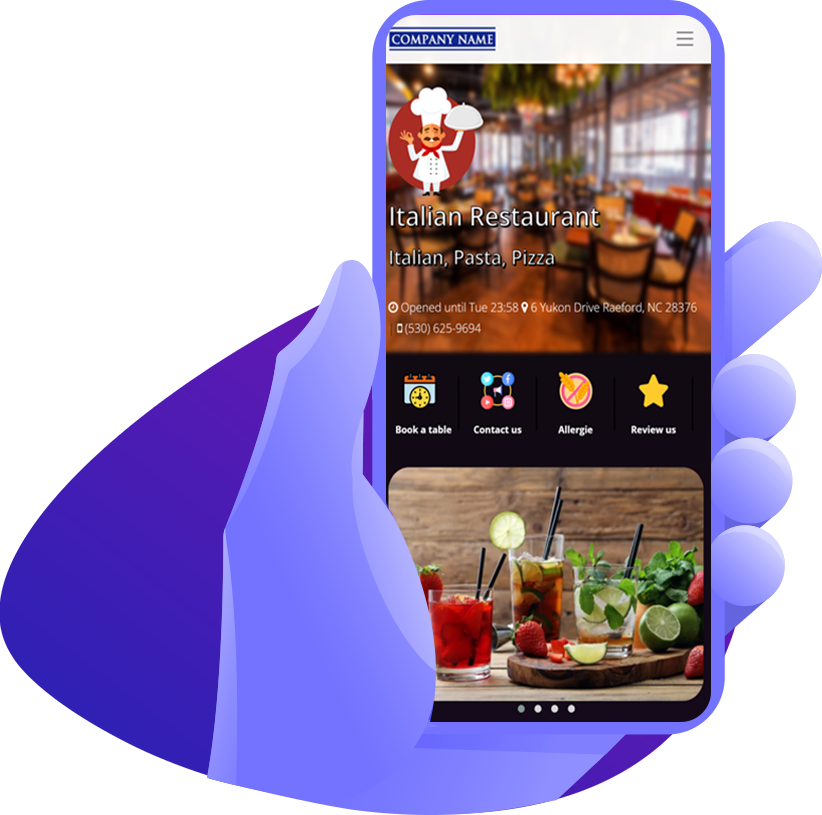 COMPANY NAME
Italian Restaurant
Italian, Pasta, Pizza
Opened until Tue 23:58 6 Yukon Drive Raeford, NC 28376
(530) 625-9694
Book a table Contact us Allergie Review us